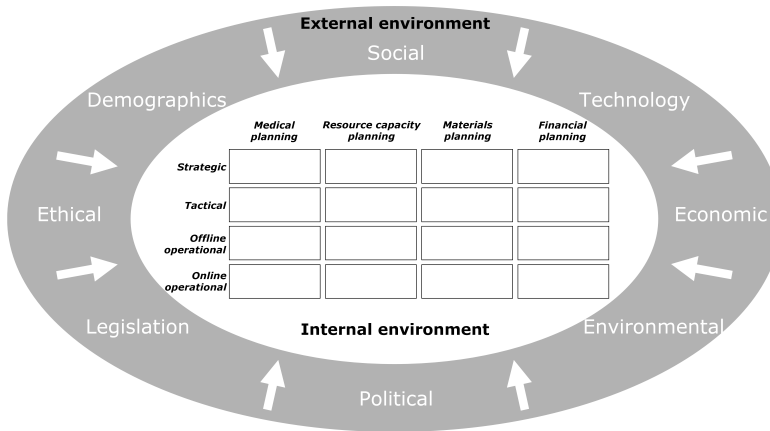 External environment
Social
Demographics
Technology
Medical planning
Resource capacity planning
Materials planning
Financial planning
Strategic
Tactical
Ethical
Economic
Offline operational
Online operational
Legislation
Internal environment
Environmental
Political